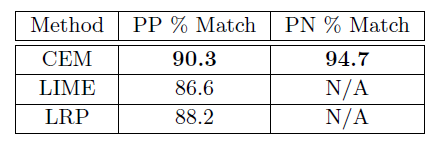 Method PP % Match PN % Match
CEM 90.3 94.7
LIME 86.6 N/A
LRP 88.2 N/A